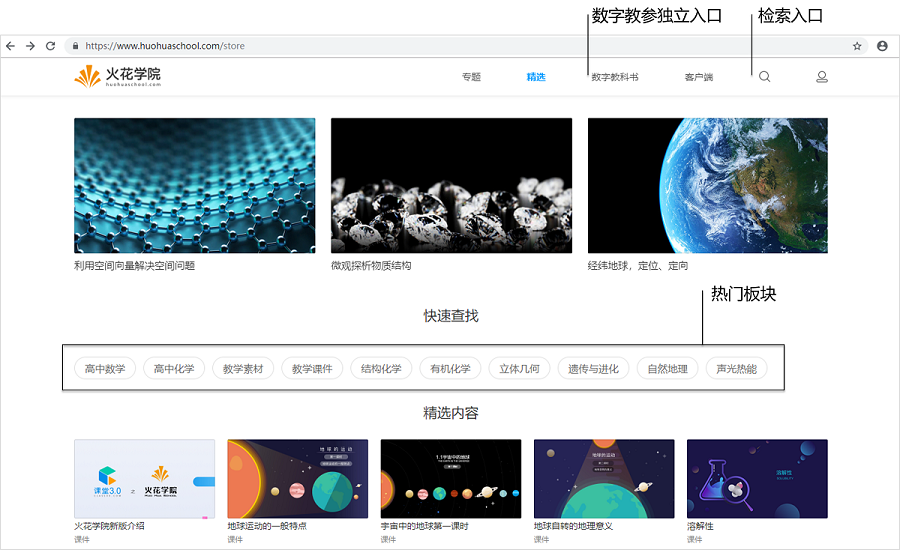 数字教参独立入口
检索入口
https://www.huohuaschool.com/store
火花学院
huohuaschool.com
专题
精选
数字教科书
客户端
利用空间向量解决空间问题
微观探析物质结构
经纬地球，定位、定向
热门板块
快速查找
高中数学
高中化学
教学素材
教学课件
结构化学
有机化学
立体几何
遗传与进化
自然地理
声光热能
精选内容
课堂3.0
火花学院
地球的运动
1.1宇宙中的地球
地球的运动
溶解性
SOLUBILITY
火花学院新版介绍
地球运动的一般特点
宇宙中的地球第一课时
地球自转的地理意义
溶解性
课件
课件
课件
课件
课件